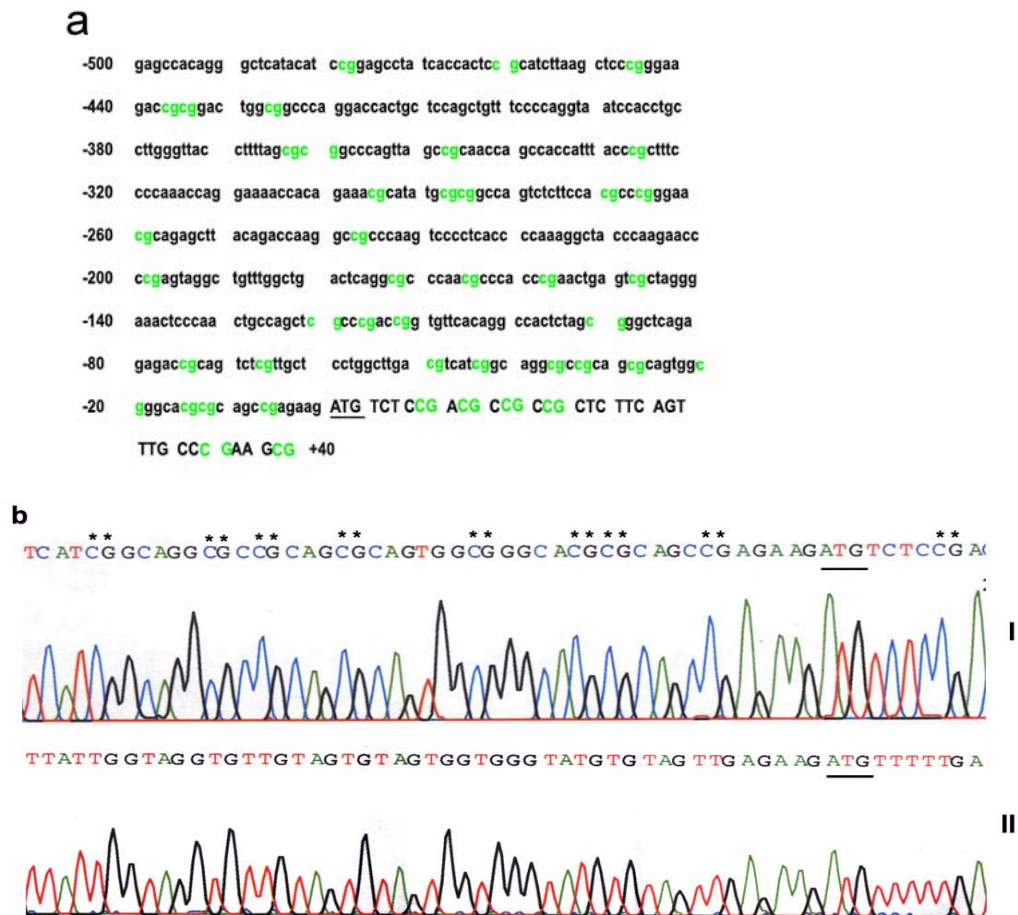 a
-500 gagccacagg gctcatacat ccggagccta tcaccactcc gcatcttaag ctcccgggaa
-440 gaccgcggac tggcggccca ggaccactgc tccagctgtt tccccaggta atccacctgc
-380 cttgggttac cttttagcgc ggcccagtta gccgcaacca gccaccattt acccgctttc
-320 cccaaaccag gaaaaccaca gaaacgcata tgcgcggcca gtctcttcca cgcccgggaa
-260 cgcagagctt acagaccaag gccgcccaag tcccctcacc ccaaaggcta cccaagaacc
-200 ccgagtaggc tgtttggctg actcaggcgc ccaacgccca cccgaactga gtcgctaggg
-140 aaactcccaa ctgccagctc gcccgaccgg tgttcacagg ccactctagc gggctcaga
-80 gagaccgcag tctcgttgct cctggcttga cgtcatcggc aggcgccgca gcgcagtggc
-20 gggcacgcgc agccgagaag ATG TCT CCG ACG CCG CCG CTC TTC AGT
TTG CCC GAA GCG +40
b
** ** ** ** ** **** ** **
TCATCGGCAGGCGCCGCAGCGCAGTGGCGGGCACGCGCAGCCGAGAAGATGTCTCCGA
I
TTATTGGTAGGTGTTGTAGTGTAGTGGTGGGTATGTGTAGTTGAGAAGATGTTTTTGA
II